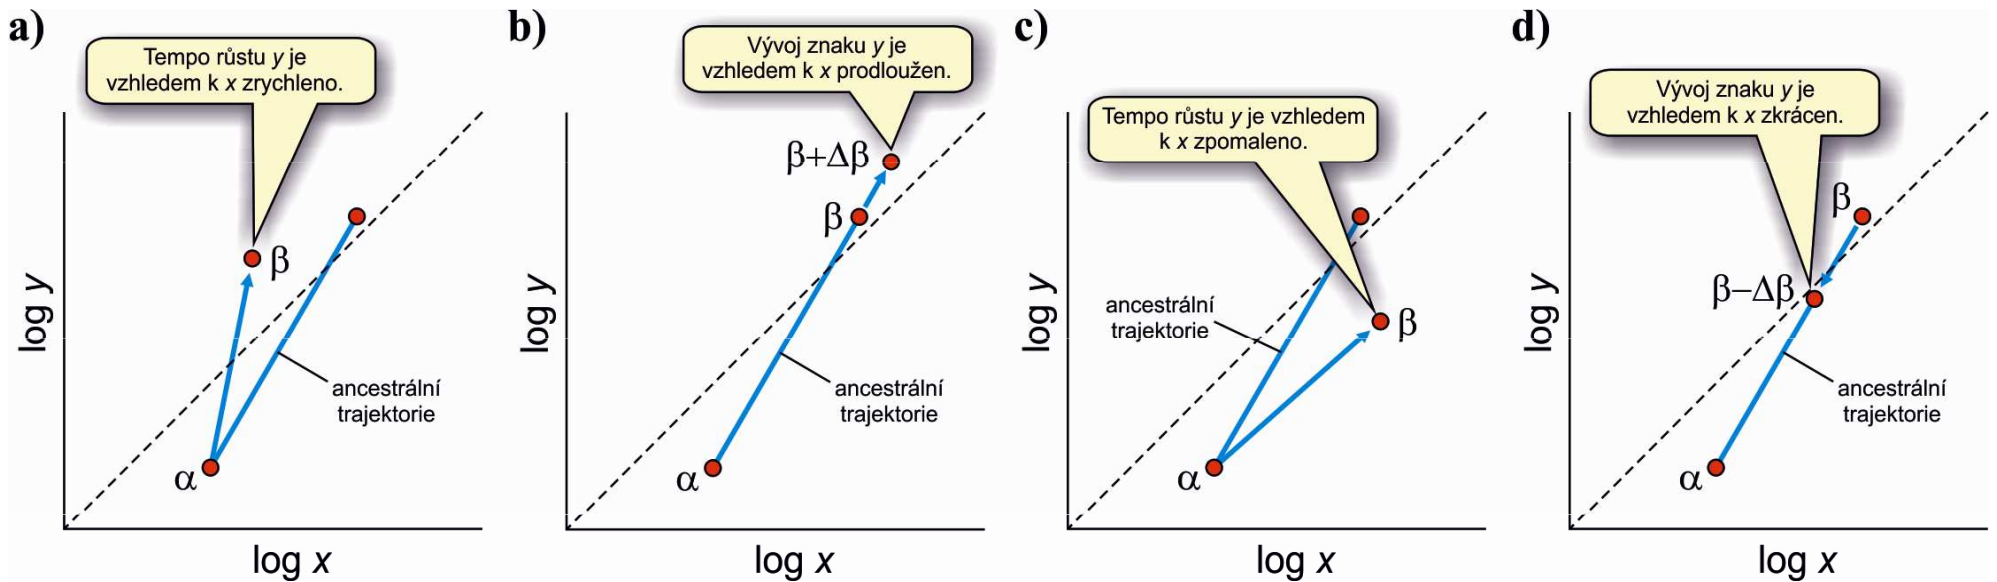 a)
Tempo růstu y je
vzhledem k x zrychleno.
β
α
ancestrální
trajektorie
log y
log x
b)
Vývoj znaku y je
vzhledem k x prodloužen.
β+Δβ
β
α
ancestrální
trajektorie
log y
log x
c)
Tempo růstu y je vzhledem
k x zpomaleno.
ancestrální
trajektorie
β
α
log y
log x
d)
Vývoj znaku y je
vzhledem k x zkrácen.
β
β−Δβ
α
ancestrální
trajektorie
log y
log x